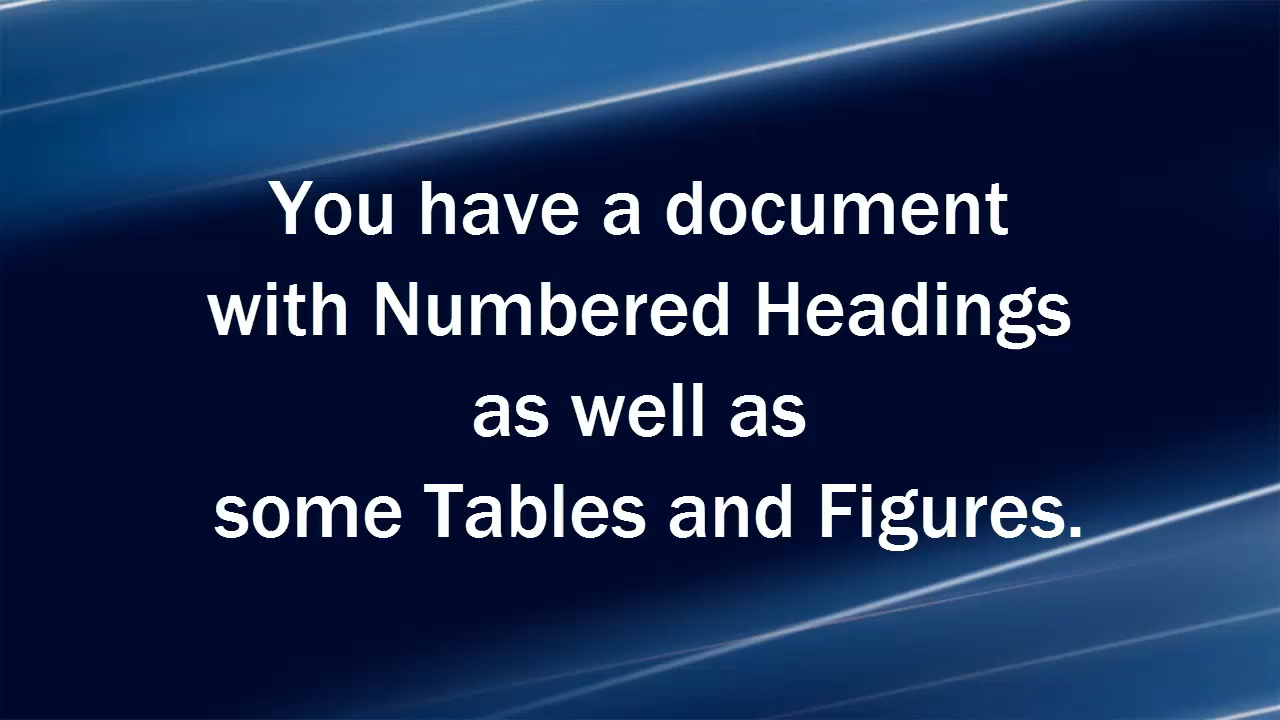 You have a document
with Numbered Headings
as well as
some Tables and Figures.